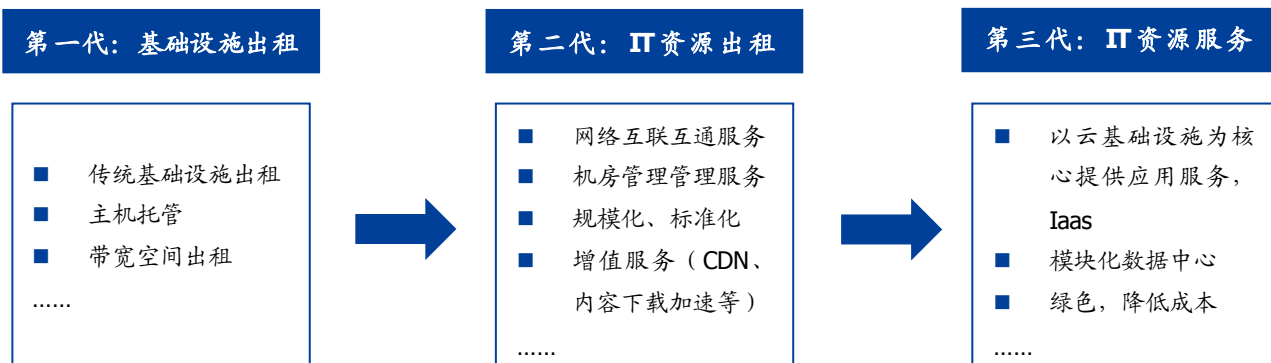 第一代：基础设施出租
传统基础设施出租
主机托管
带宽空间出租
……
第二代：IT资源出租
网络互联互通服务
机房管理管理服务
规模化、标准化
增值服务（CDN、
内容下载加速等）
……
第三代：IT资源服务
以云基础设施为核
心提供应用服务，
Iaas
模块化数据中心
绿色，降低成本
……